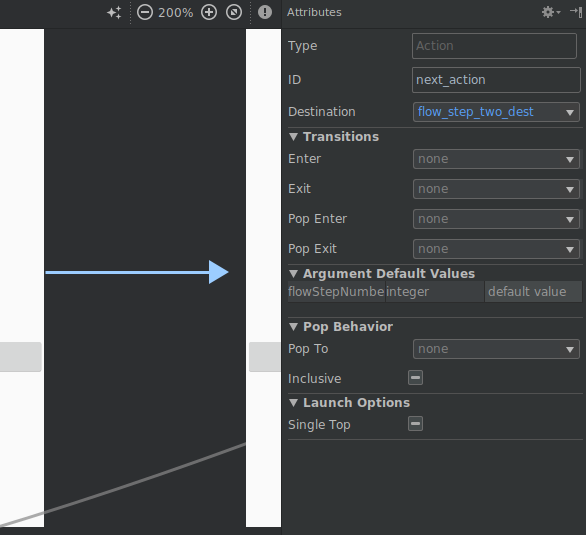 200%
Attributes
Type Action
ID next_action
Destination flow_step_two_dest
Transitions
Enter none
Exit none
Pop Enter none
Pop Exit none
Argument Default Values
flowStepNumbe integer default value
Pop Behavior
Pop To none
Inclusive
Launch Options
Single Top